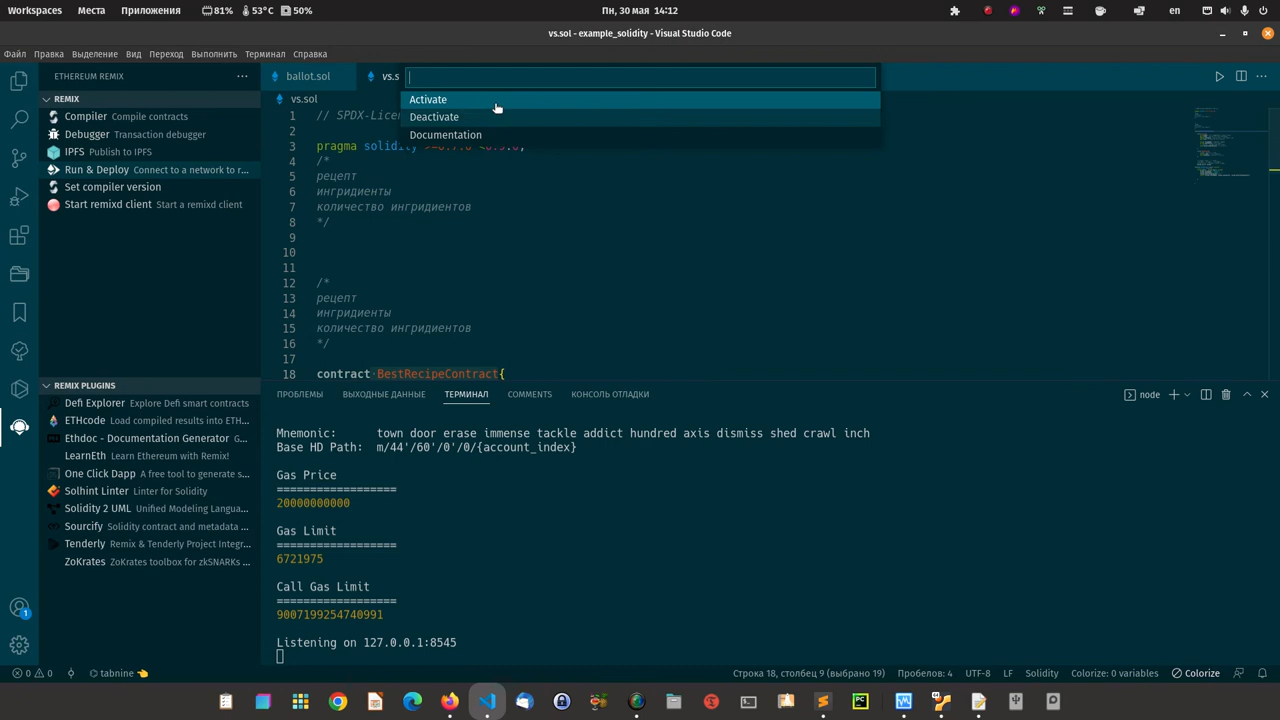 Workspaces Места Приложения 81% 53°C 50% Пн, 30 мая 14:12 en
vs.sol - example_solidity - Visual Studio Code
Файл Правка Выделение Вид Переход Выполнить Терминал Справка
ETHEREUM REMIX
REMIX
Compiler Compile contracts
Debugger Transaction debugger
IPFS Publish to IPFS
Run & Deploy Connect to a network to r...
Set compiler version
Start remixd client Start a remixd client
REMIX PLUGINS
Defi Explorer Explore Defi smart contracts
ETHcode Load compiled results into ETH...
Ethdoc - Documentation Generator G...
LearnEth Learn Ethereum with Remix!
One Click Dapp A free tool to generate s...
Solhint Linter Linter for Solidity
Solidity 2 UML Unified Modeling Langua...
Sourcify Solidity contract and metadata ...
Tenderly Remix & Tenderly Project Integr...
ZoKrates ZoKrates toolbox for zkSNARKs ...
ballot.sol vs.s
Activate
Deactivate
Documentation
vs.sol
1 // SPDX-Lice
2
3 pragma solidity
4 /*
5 рецепт
6 ингридиенты
7 количество ингридиентов
8 */
9
10
11
12 /*
13 рецепт
14 ингридиенты
15 количество ингридиентов
16 */
17
18 contract BestRecipeContract{
ПРОБЛЕМЫ ВЫХОДНЫЕ ДАННЫЕ ТЕРМИНАЛ COMMENTS КОНСОЛЬ ОТЛАДКИ node
Mnemonic: town door erase immense tackle addict hundred axis dismiss shed crawl inch
Base HD Path: m/44'/60'/0'/0/{account_index}
Gas Price
==================
20000000000
Gas Limit
==================
6721975
Call Gas Limit
==================
9007199254740991
Listening on 127.0.0.1:8545
1
0 0 tabnine Строка 18, столбец 9 (выбрано 19) Пробелов: 4 UTF-8 LF Solidity Colorize: 0 variables Colorize